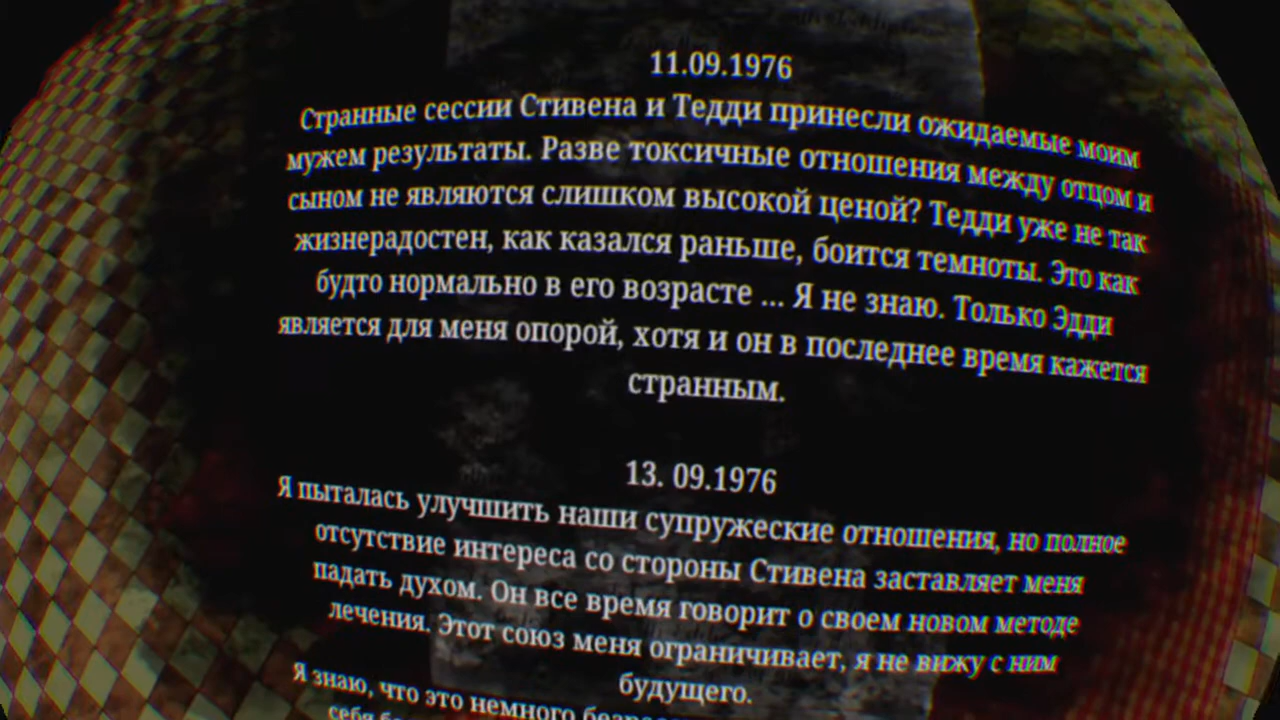 11.09.1976
Странные сессии Стивена и Тедди принесли ожидаемые моим
мужем результаты. Разве токсичные отношения между отцом и
сыном не являются слишком высокой ценой? Тедди уже не так
жизнерадостен, как казался раньше, боится темноты. Это как
будто нормально в его возрасте ... Я не знаю. Только Эдди
является для меня опорой, хотя и он в последнее время кажется
странным.
13. 09.1976
Я пыталась улучшить наши супружеские отношения, но полное
отсутствие интереса со стороны Стивена заставляет меня
падать духом. Он все время говорит о своем новом методе
лечения. Этот союз меня ограничивает, я не вижу с ним
будущего.
Я знаю, что это немного
себя